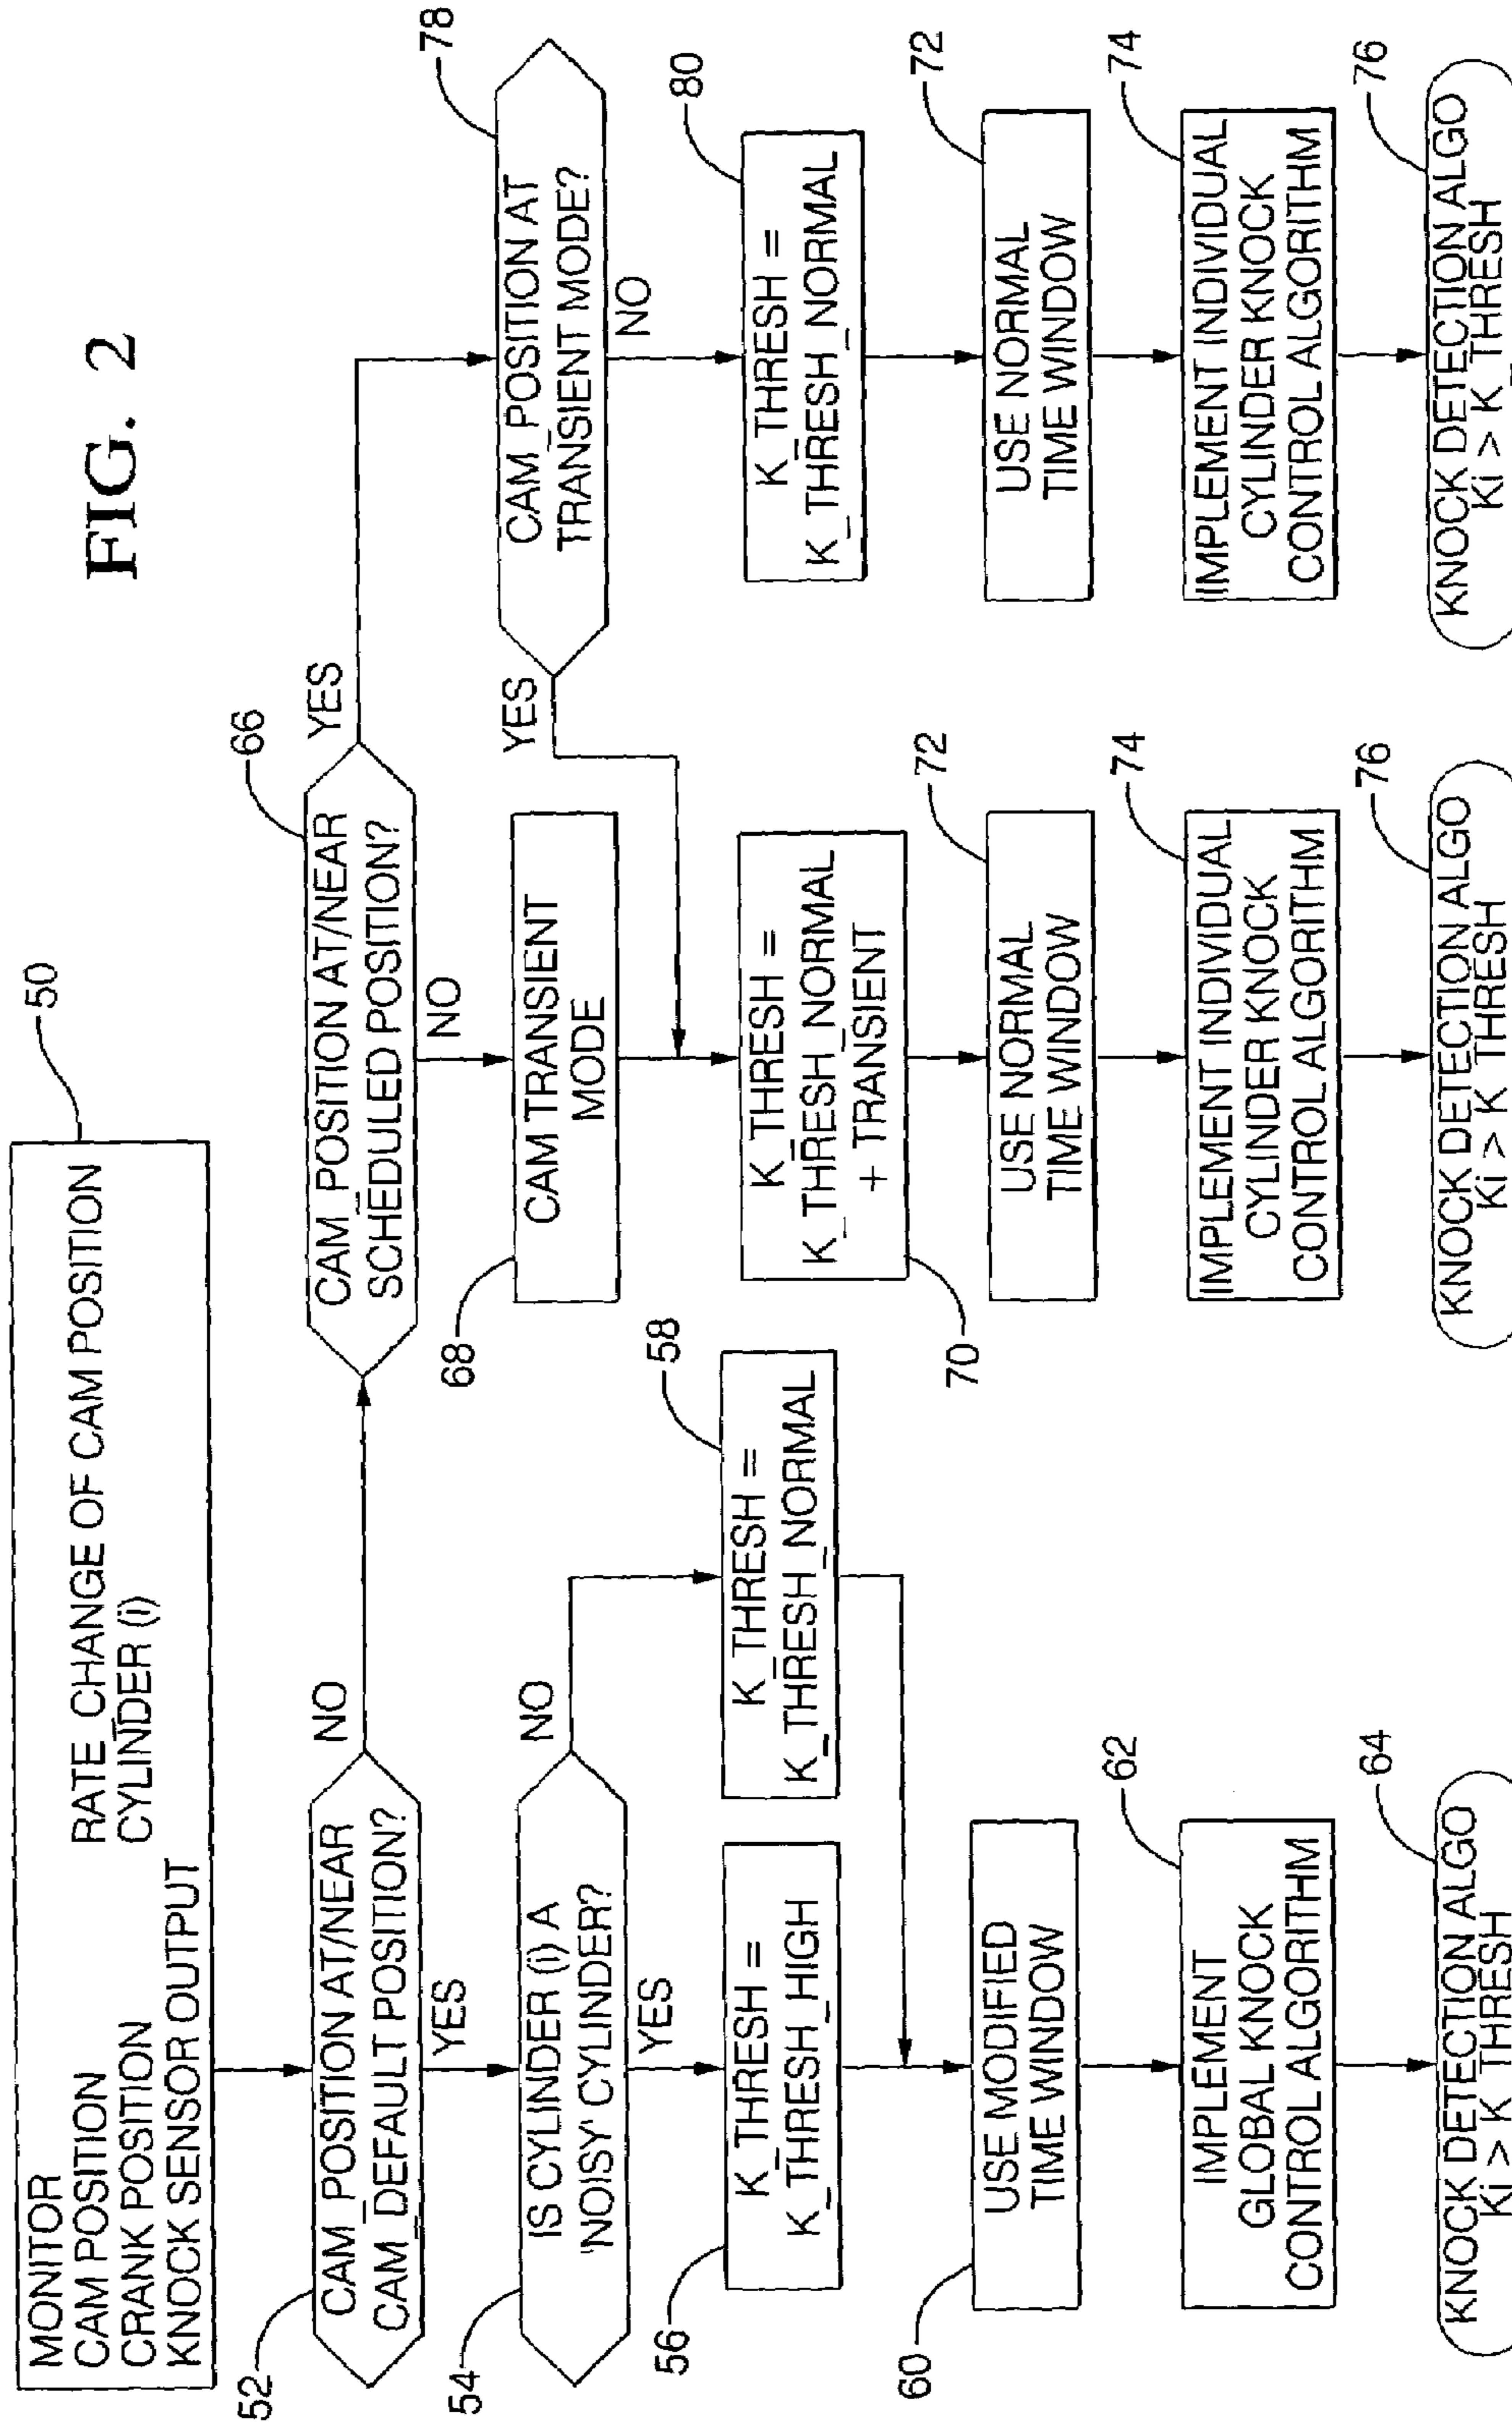 FIG. 2
MONITOR
CAM POSITION
CRANK POSITION
KNOCK SENSOR OUTPUT
RATE_CHANGE OF CAM POSITION
CYLINDER (i)
50
52
CAM_POSITION AT/NEAR
CAM_DEFAULT POSITION?
NO
YES
54
IS CYLINDER (i) A
'NOISY' CYLINDER?
NO
YES
56
K_THRESH =
K_THRESH_HIGH
58
K_THRESH =
K_THRESH_NORMAL
60
USE MODIFIED
TIME WINDOW
62
IMPLEMENT
GLOBAL KNOCK
CONTROL ALGORITHM
64
KNOCK DETECTION ALGO
Ki > K_THRESH
66
CAM_POSITION AT/NEAR
SCHEDULED POSITION?
YES
NO
68
CAM TRANSIENT
MODE
70
K_THRESH =
K_THRESH_NORMAL
+ TRANSIENT
72
USE NORMAL
TIME WINDOW
74
IMPLEMENT INDIVIDUAL
CYLINDER KNOCK
CONTROL ALGORITHM
76
KNOCK DETECTION ALGO
Ki > K_THRESH
78
CAM_POSITION AT
TRANSIENT MODE?
YES
NO
80
K_THRESH =
K_THRESH_NORMAL
72
USE NORMAL
TIME WINDOW
74
IMPLEMENT INDIVIDUAL
CYLINDER KNOCK
CONTROL ALGORITHM
76
KNOCK DETECTION ALGO
Ki > K_THRESH